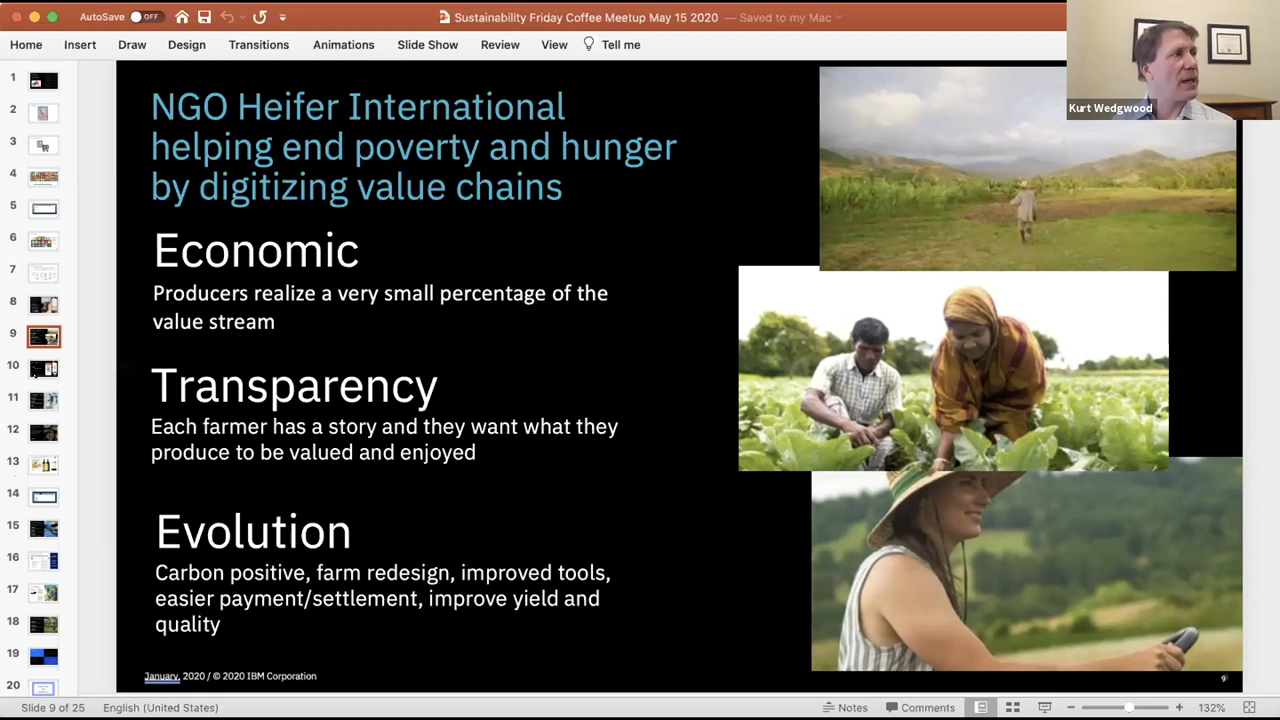 AutoSave OFF
Sustainability Friday Coffee Meetup May 15 2020 — Saved to my Mac
Home Insert Draw Design Transitions Animations Slide Show Review View Tell me
Kurt Wedgwood
1
2
3
4
5
6
7
8
9
10
11
12
13
14
15
16
17
18
19
20
NGO Heifer International
helping end poverty and hunger
by digitizing value chains
Economic
Producers realize a very small percentage of the
value stream
Transparency
Each farmer has a story and they want what they
produce to be valued and enjoyed
Evolution
Carbon positive, farm redesign, improved tools,
easier payment/settlement, improve yield and
quality
January, 2020 / © 2020 IBM Corporation
9
Slide 9 of 25 English (United States) Notes Comments 132%